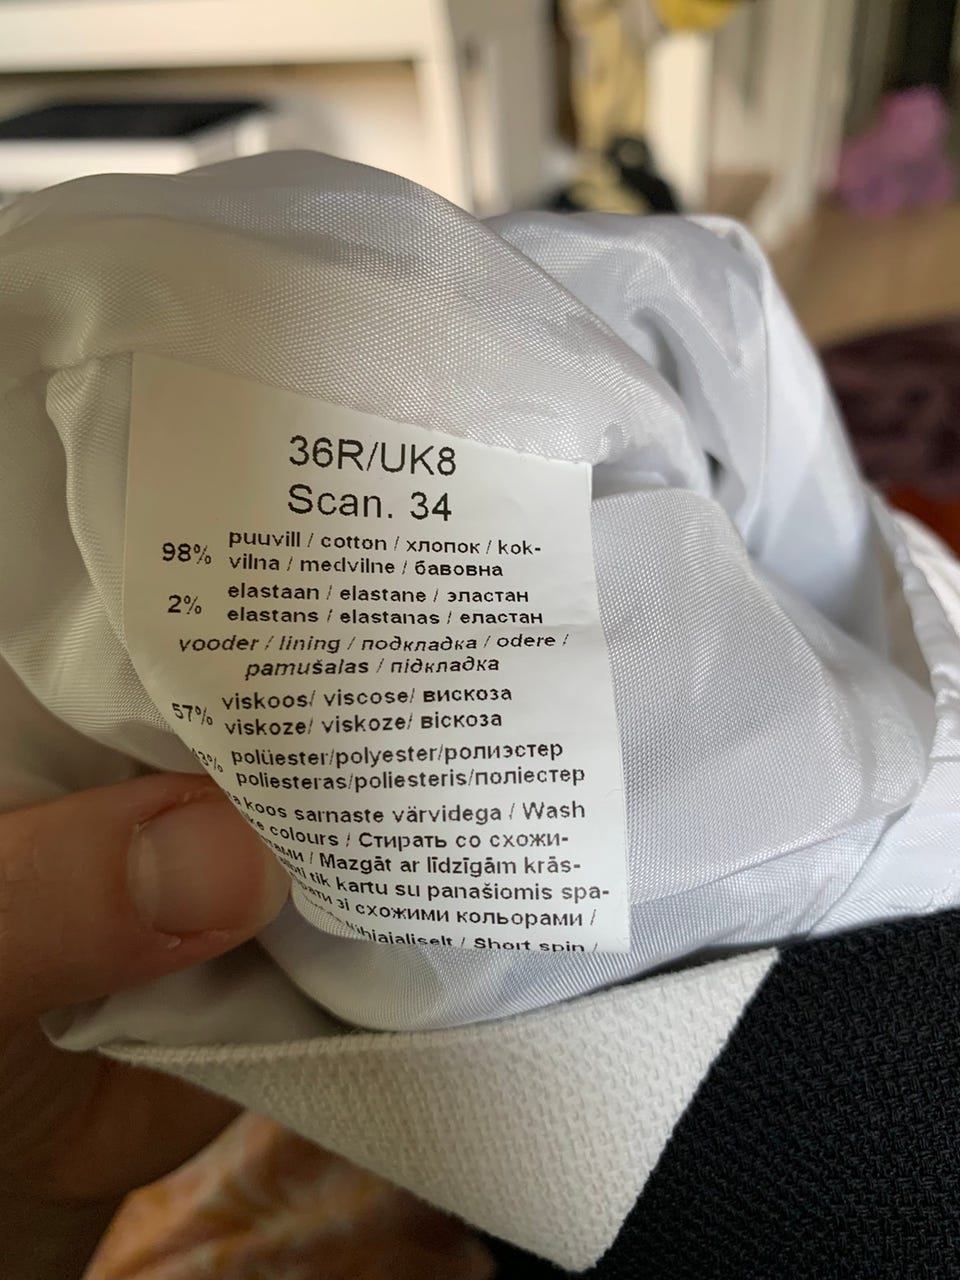 36R/UK8
Scan. 34
98% puuvill / cotton / хлопок / kok-
vilna / medvilne / бавовна
2% elastaan / elastane / эластан
elastans / elastanas / еластан
vooder / lining / подкладка / odere /
pamušalas / підкладка
57% viskoos/ viscose/ вискоза
viskoze/ viskoze/ віскоза
polüester/polyester/ролиэстер
poliesteras/poliesteris/поліестер
koos sarnaste värvidega / Wash
colours / Стирать со схожи-
/ Mazgāt ar līdzīgām krās-
tik kartu su panašiomis spa-
зі схожими кольорами /
/ Short spin /